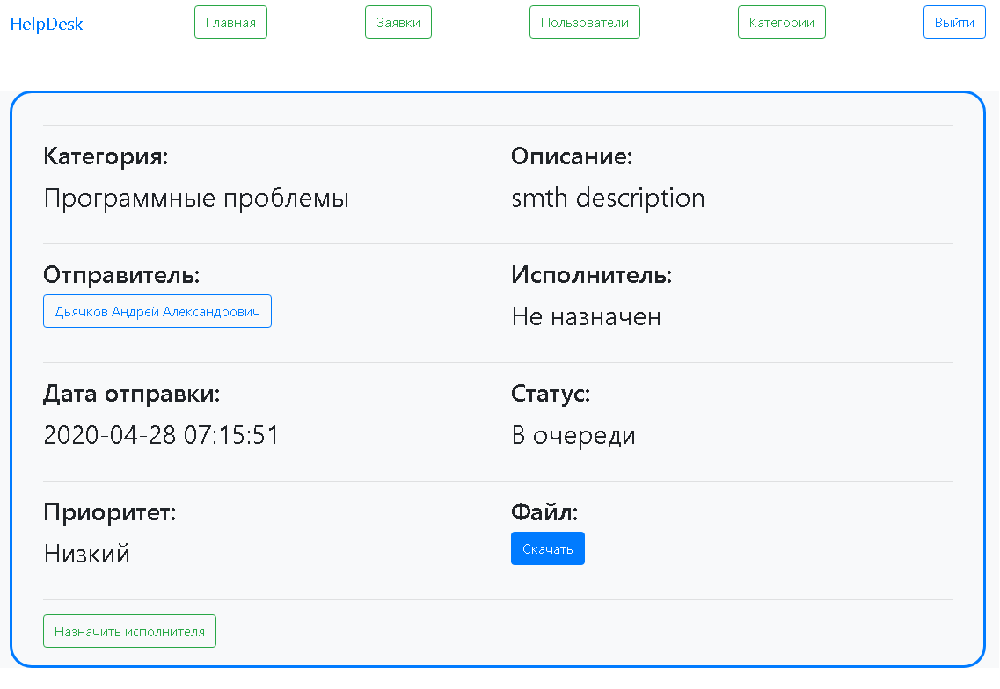 HelpDesk
Главная
Заявки
Пользователи
Категории
Выйти
Категория:
Программные проблемы
Описание:
smth description
Отправитель:
Дьячков Андрей Александрович
Исполнитель:
Не назначен
Дата отправки:
2020-04-28 07:15:51
Статус:
В очереди
Приоритет:
Низкий
Файл:
Скачать
Назначить исполнителя